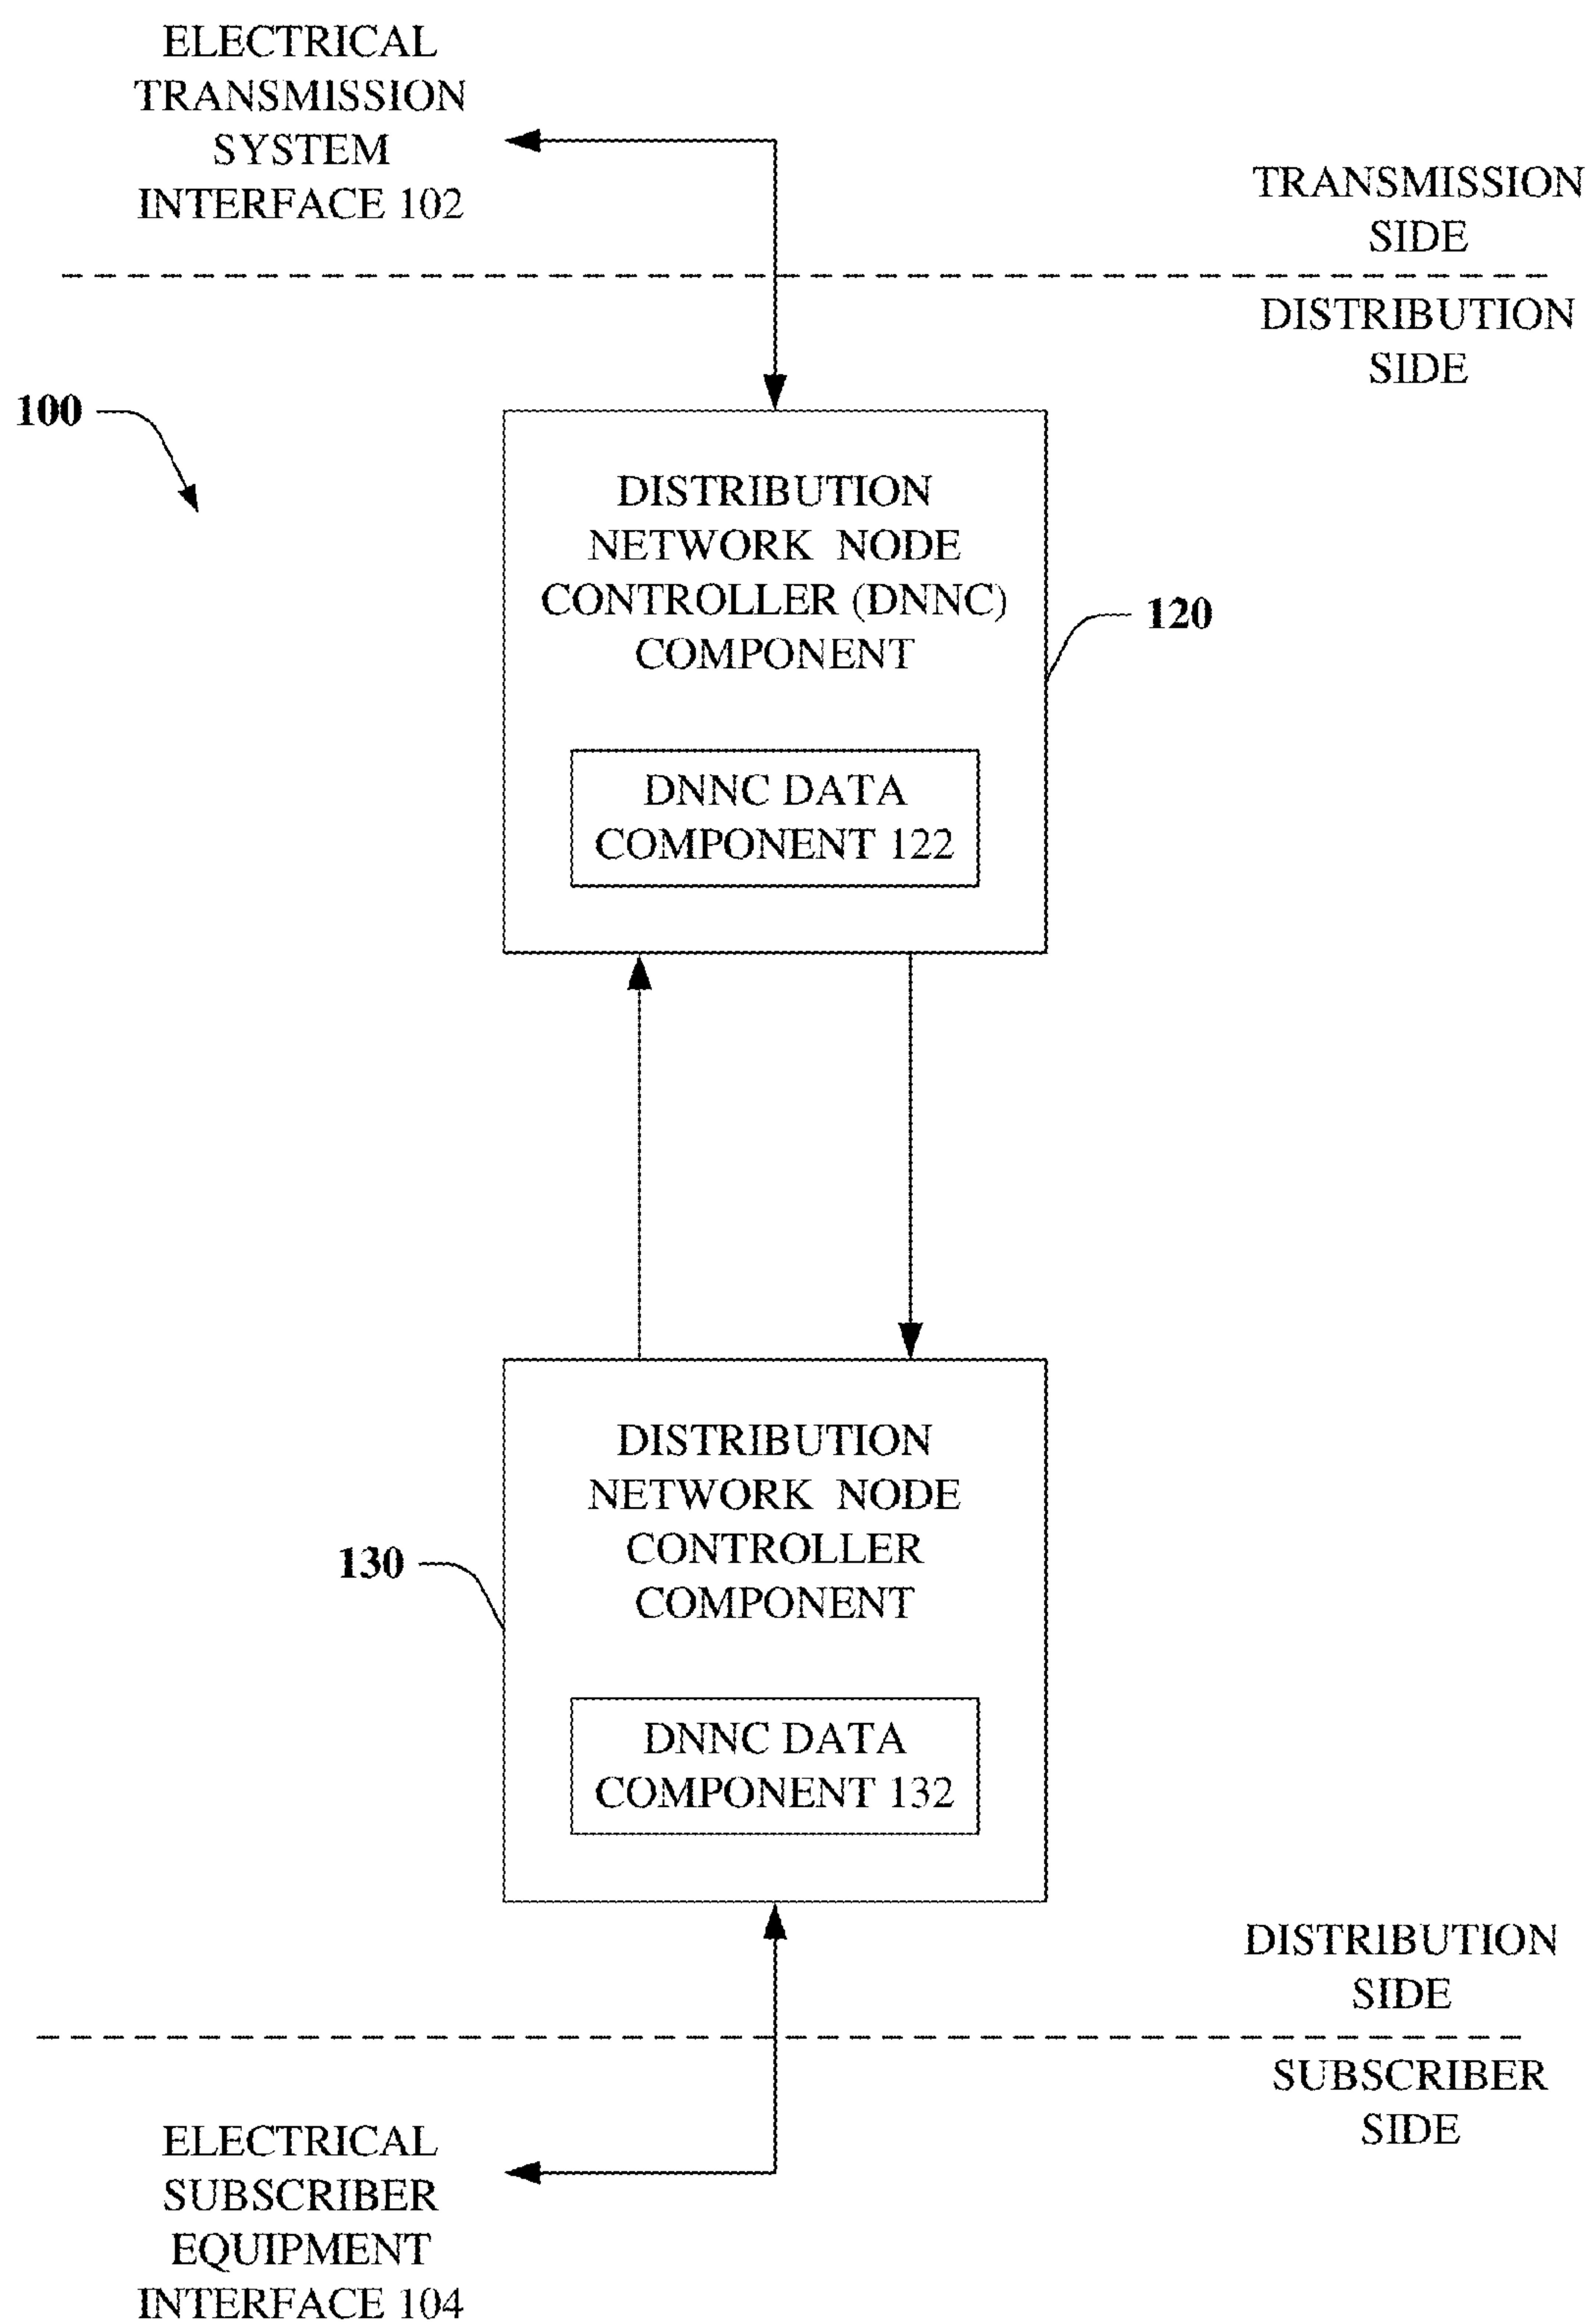 ELECTRICAL
TRANSMISSION
SYSTEM
INTERFACE 102
TRANSMISSION
SIDE
DISTRIBUTION
SIDE
100
DISTRIBUTION
NETWORK NODE
CONTROLLER (DNNC)
COMPONENT
120
DNNC DATA
COMPONENT 122
DISTRIBUTION
NETWORK NODE
CONTROLLER
COMPONENT
130
DNNC DATA
COMPONENT 132
DISTRIBUTION
SIDE
SUBSCRIBER
SIDE
ELECTRICAL
SUBSCRIBER
EQUIPMENT
INTERFACE 104